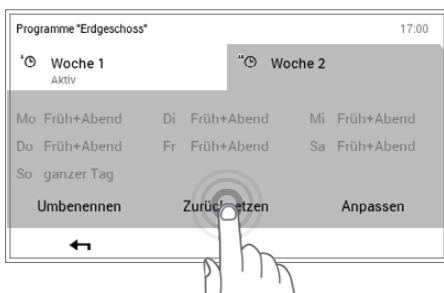 Programme "Erdgeschoss" 17:00
Woche 1 Woche 2
Aktiv
Mo Früh+Abend Di Früh+Abend Mi Früh+Abend
Do Früh+Abend Fr Früh+Abend Sa Früh+Abend
So ganzer Tag
Umbenennen Zurücksetzen Anpassen